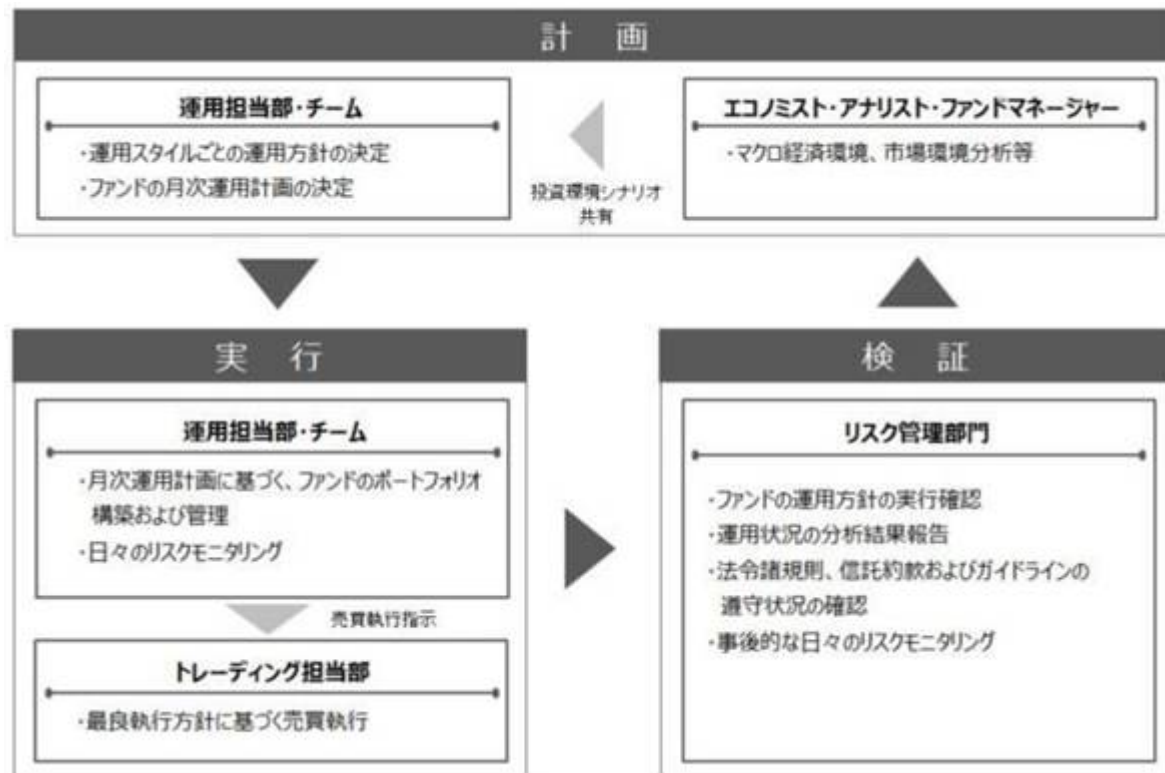 計 画
運用担当部・チーム
・運用スタイルごとの運用方針の決定
・ファンドの月次運用計画の決定
投資環境シナリオ
共有
エコノミスト・アナリスト・ファンドマネージャー
・マクロ経済環境、市場環境分析等
実 行
運用担当部・チーム
・月次運用計画に基づく、ファンドのポートフォリオ
構築および管理
・日々のリスクモニタリング
売買執行指示
トレーディング担当部
・最良執行方針に基づく売買執行
検 証
リスク管理部門
・ファンドの運用方針の実行確認
・運用状況の分析結果報告
・法令諸規則、信託約款およびガイドラインの
遵守状況の確認
・事後的な日々のリスクモニタリング